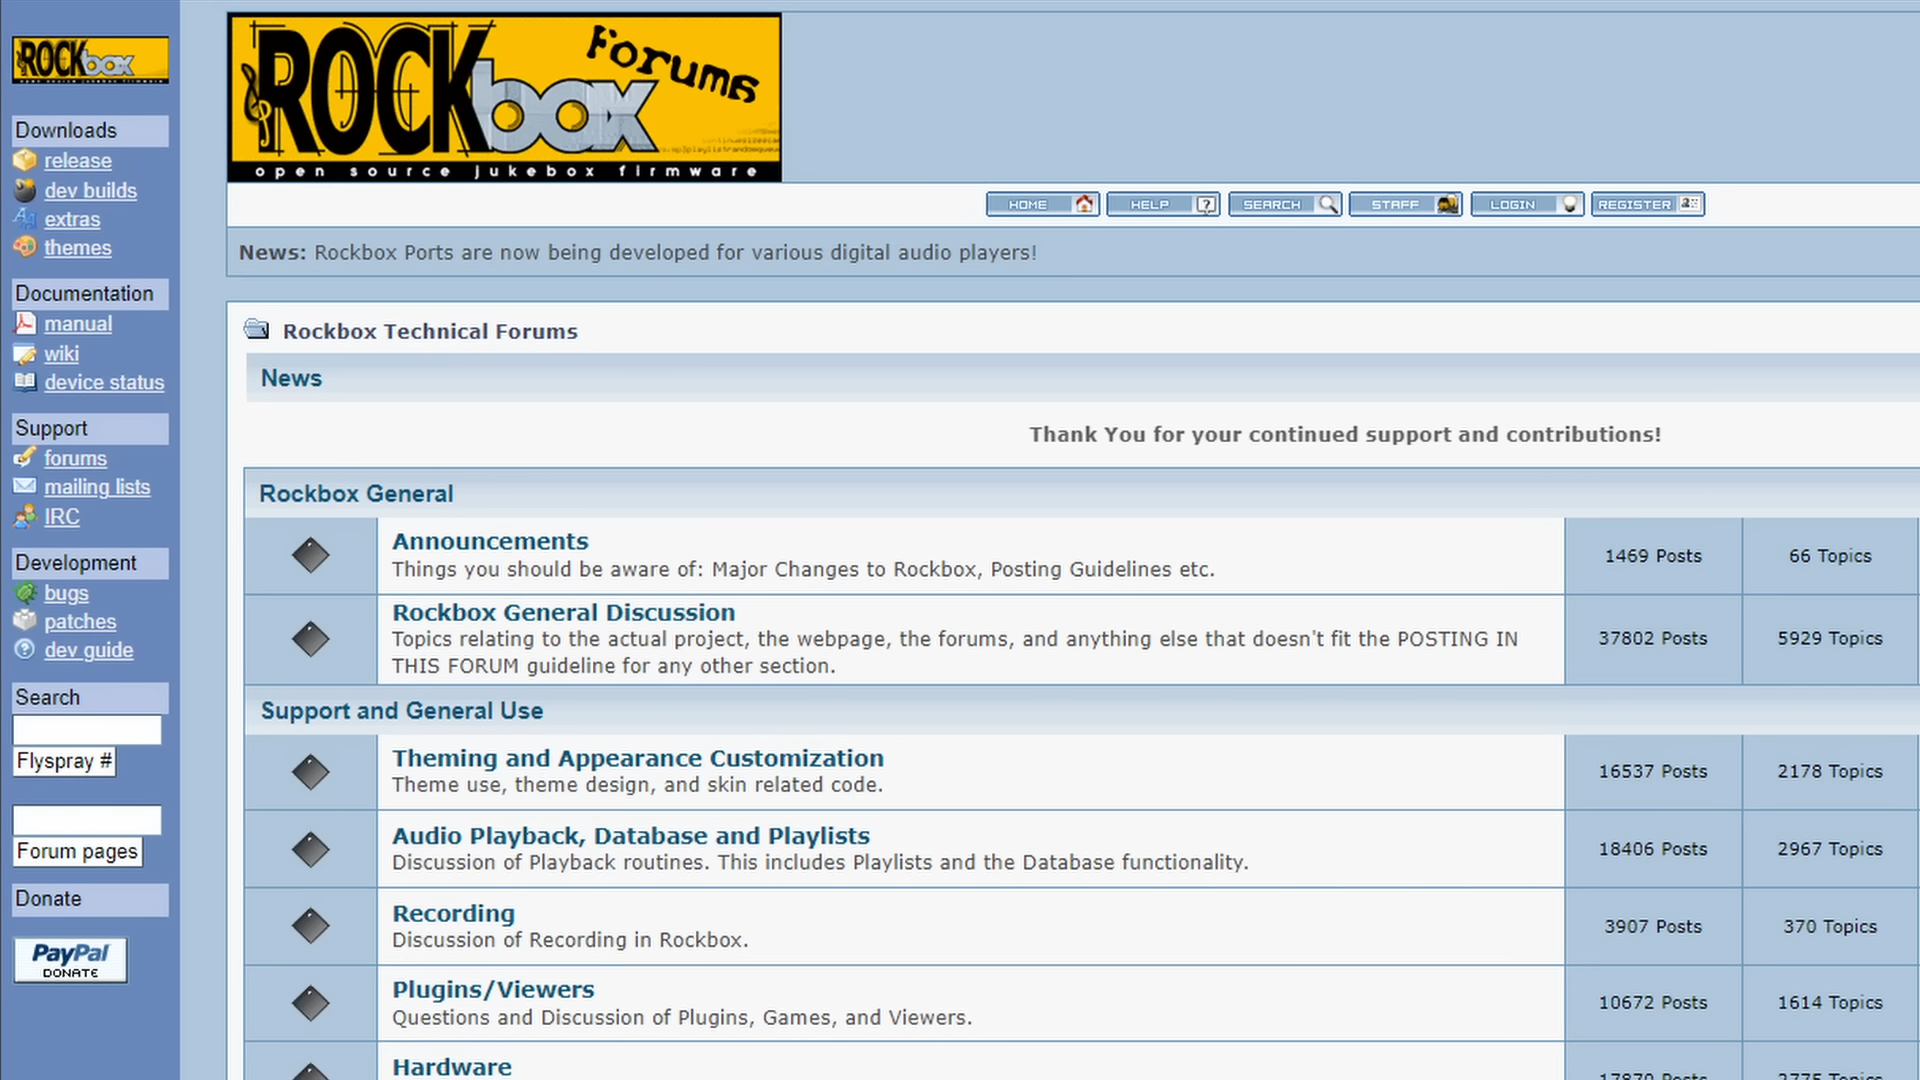 ROCKbox
Downloads
release
dev builds
extras
themes
Documentation
manual
wiki
device status
Support
forums
mailing lists
IRC
Development
bugs
patches
dev guide
Search
Flyspray #
Forum pages
Donate
PayPal
DONATE
ROCKbox Forums
open source jukebox firmware
HOME HELP SEARCH STAFF LOGIN REGISTER
News: Rockbox Ports are now being developed for various digital audio players!
Rockbox Technical Forums
News
Thank You for your continued support and contributions!
Rockbox General
Announcements
Things you should be aware of: Major Changes to Rockbox, Posting Guidelines etc.
1469 Posts 66 Topics
Rockbox General Discussion
Topics relating to the actual project, the webpage, the forums, and anything else that doesn't fit the POSTING IN
THIS FORUM guideline for any other section.
37802 Posts 5929 Topics
Support and General Use
Theming and Appearance Customization
Theme use, theme design, and skin related code.
16537 Posts 2178 Topics
Audio Playback, Database and Playlists
Discussion of Playback routines. This includes Playlists and the Database functionality.
18406 Posts 2967 Topics
Recording
Discussion of Recording in Rockbox.
3907 Posts 370 Topics
Plugins/Viewers
Questions and Discussion of Plugins, Games, and Viewers.
10672 Posts 1614 Topics
Hardware